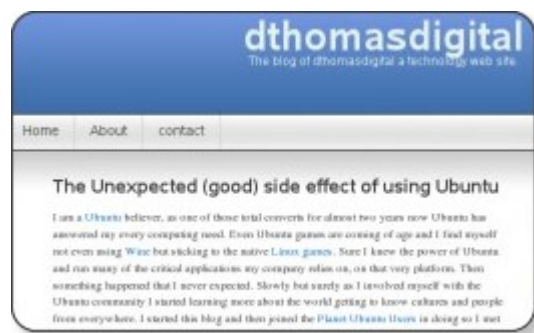 dthomasdigital
The blog of dthomasdigital a technology web site
Home About contact
The Unexpected (good) side effect of using Ubuntu
I am a Ubuntu believer, as one of those total converts for almost two years now Ubuntu has
answered my every computing need. Even Ubuntu games are coming of age and I find myself
not even using Wine but sticking to the native Linux games. Sure I knew the power of Ubuntu
and run many of the critical applications my company relies on, on that very platform. Then
something happened that I never expected. Slowly but surely as I involved myself with the
Ubuntu community I started learning more about the world getting to know cultures and people
from everywhere. I started this blog and then joined the Planet Ubuntu Users in doing so I met